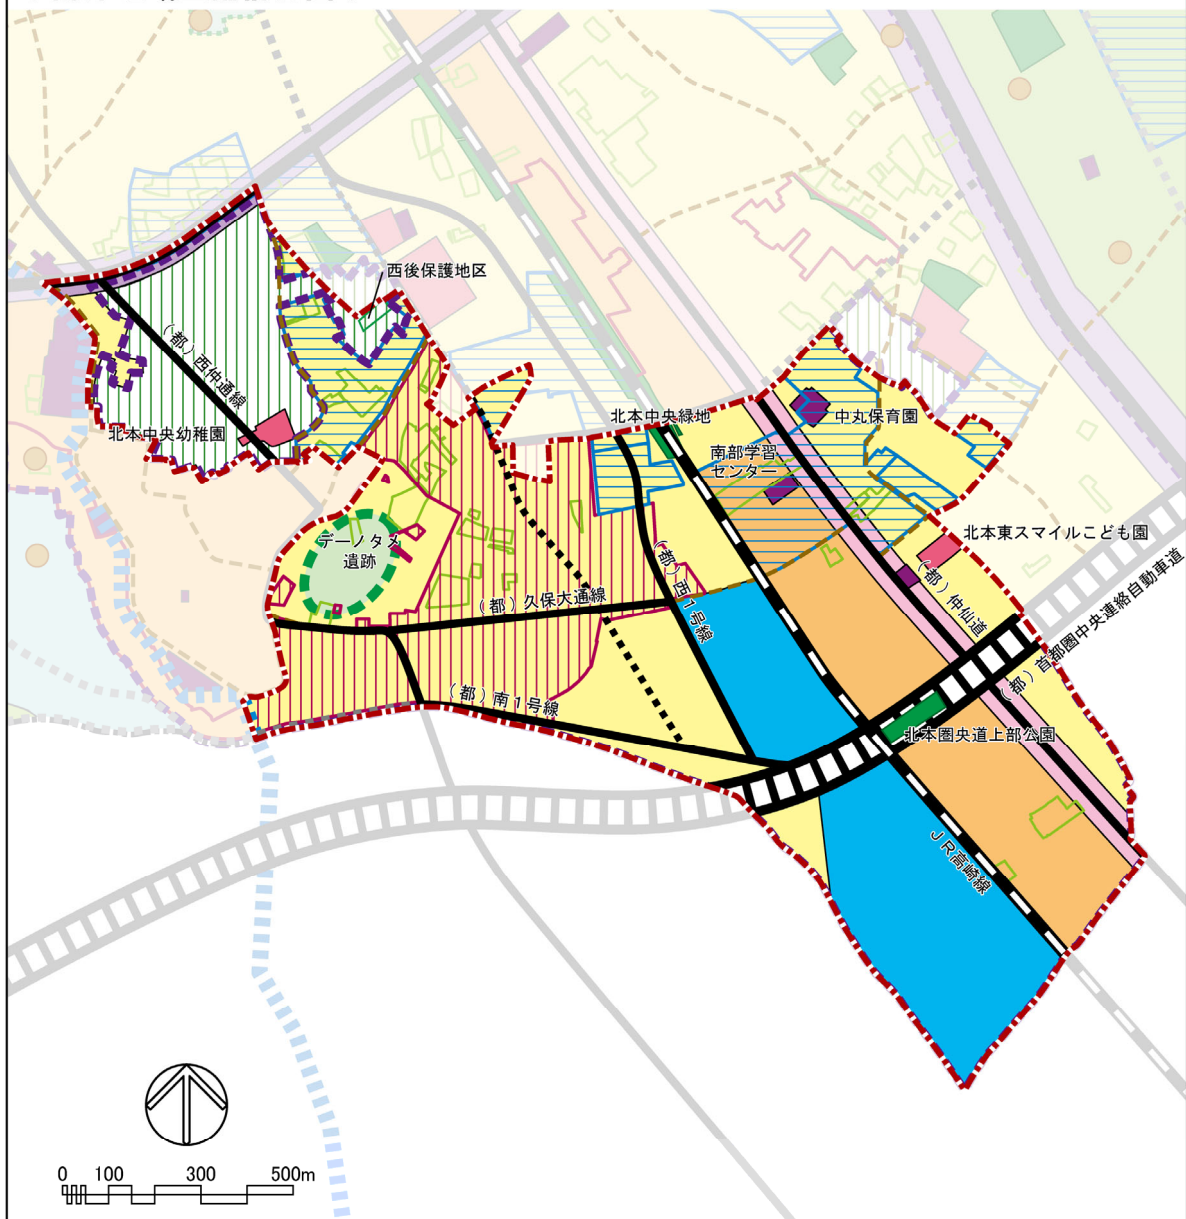 西後保護地区
(都)西仲通線
北本中央幼稚園
北本中央緑地
中丸保育園
南部学習
センター
デーノタメ
遺跡
北本東スマイルこども園
(都)久保大通線
(都)西1号線
(都)仲仙道
(都)首都圏中央連絡自動車道
(都)南1号線
北本圏央道上部公園
JR高崎線
0 100 300 500m